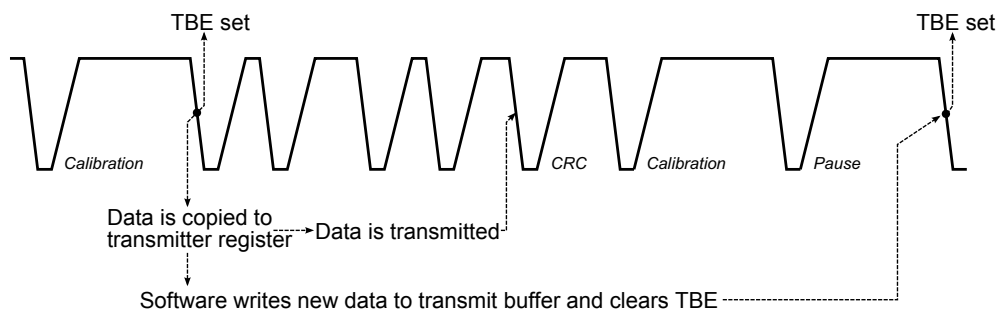 TBE set
TBE set
Calibration
CRC
Calibration
Pause
Data is copied to
transmitter register
Data is transmitted
Software writes new data to transmit buffer and clears TBE